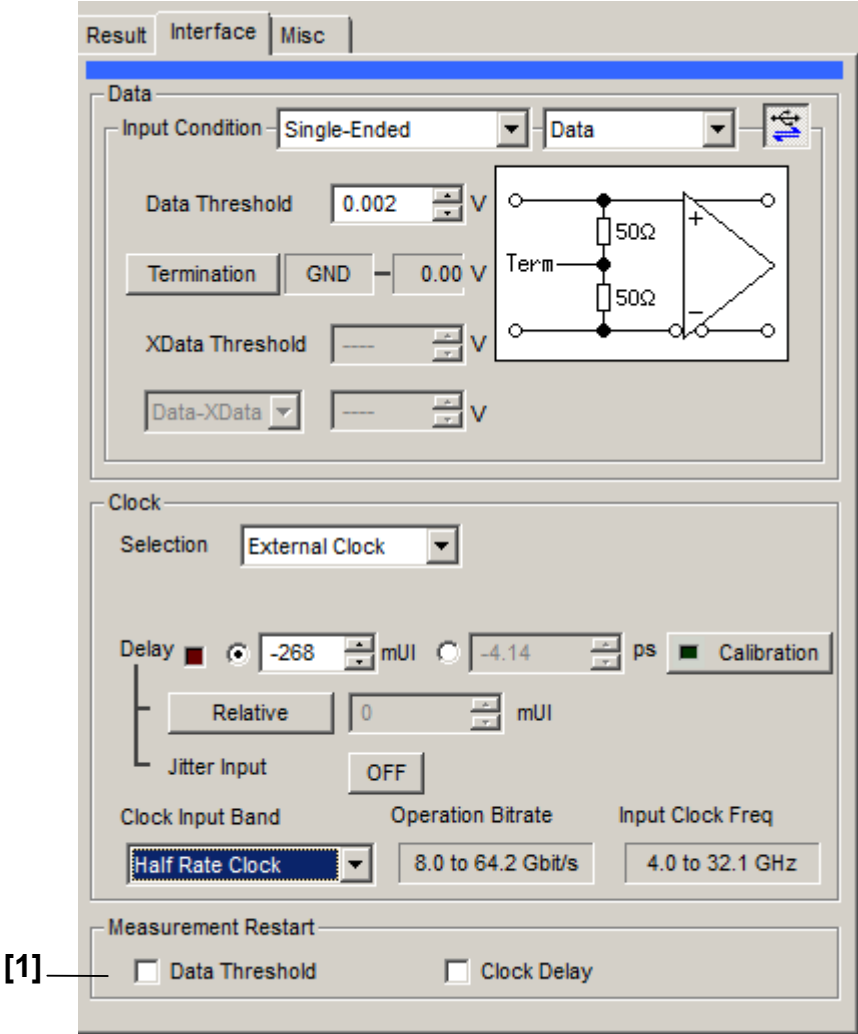 Result Interface Misc
Data
Input Condition Single-Ended Data
Data Threshold 0.002 V
50Ω
Termination GND 0.00 V Term
50Ω
XData Threshold ---- V
Data-XData ---- V
Clock
Selection External Clock
Delay -268 mUI -4.14 ps Calibration
Relative 0 mUI
Jitter Input OFF
Clock Input Band Operation Bitrate Input Clock Freq
Half Rate Clock 8.0 to 64.2 Gbit/s 4.0 to 32.1 GHz
Measurement Restart
[1] Data Threshold Clock Delay